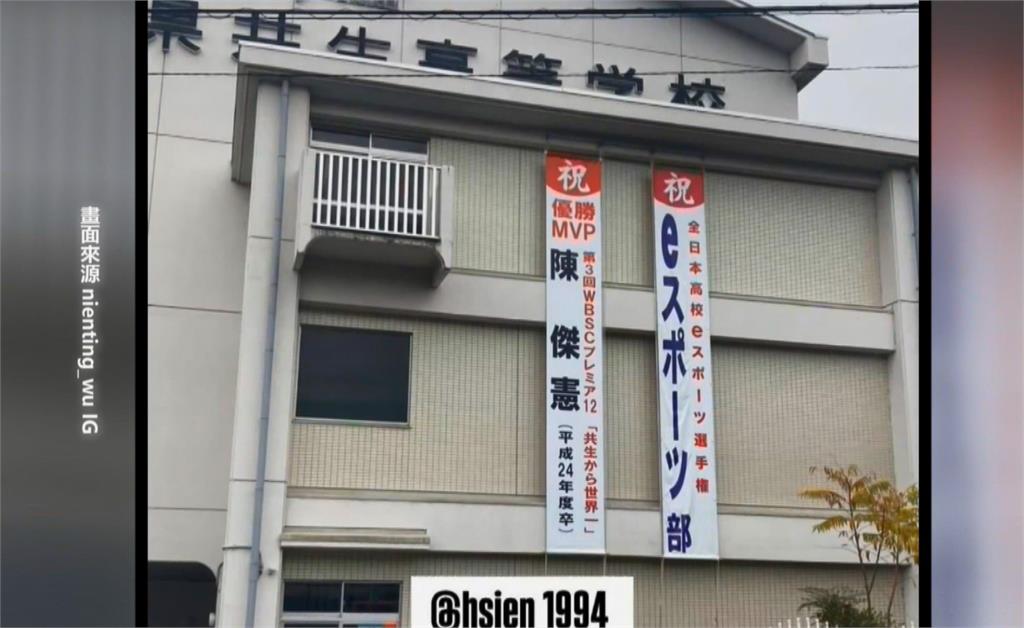 県共生高等学校
祝
優勝
MVP
第3回WBSCプレミア12「共生から世界一」
陳傑憲(平成24年度卒)
祝
全日本高校eスポーツ選手権
eスポーツ部
畫面來源 nienting_wu IG
@hsien 1994